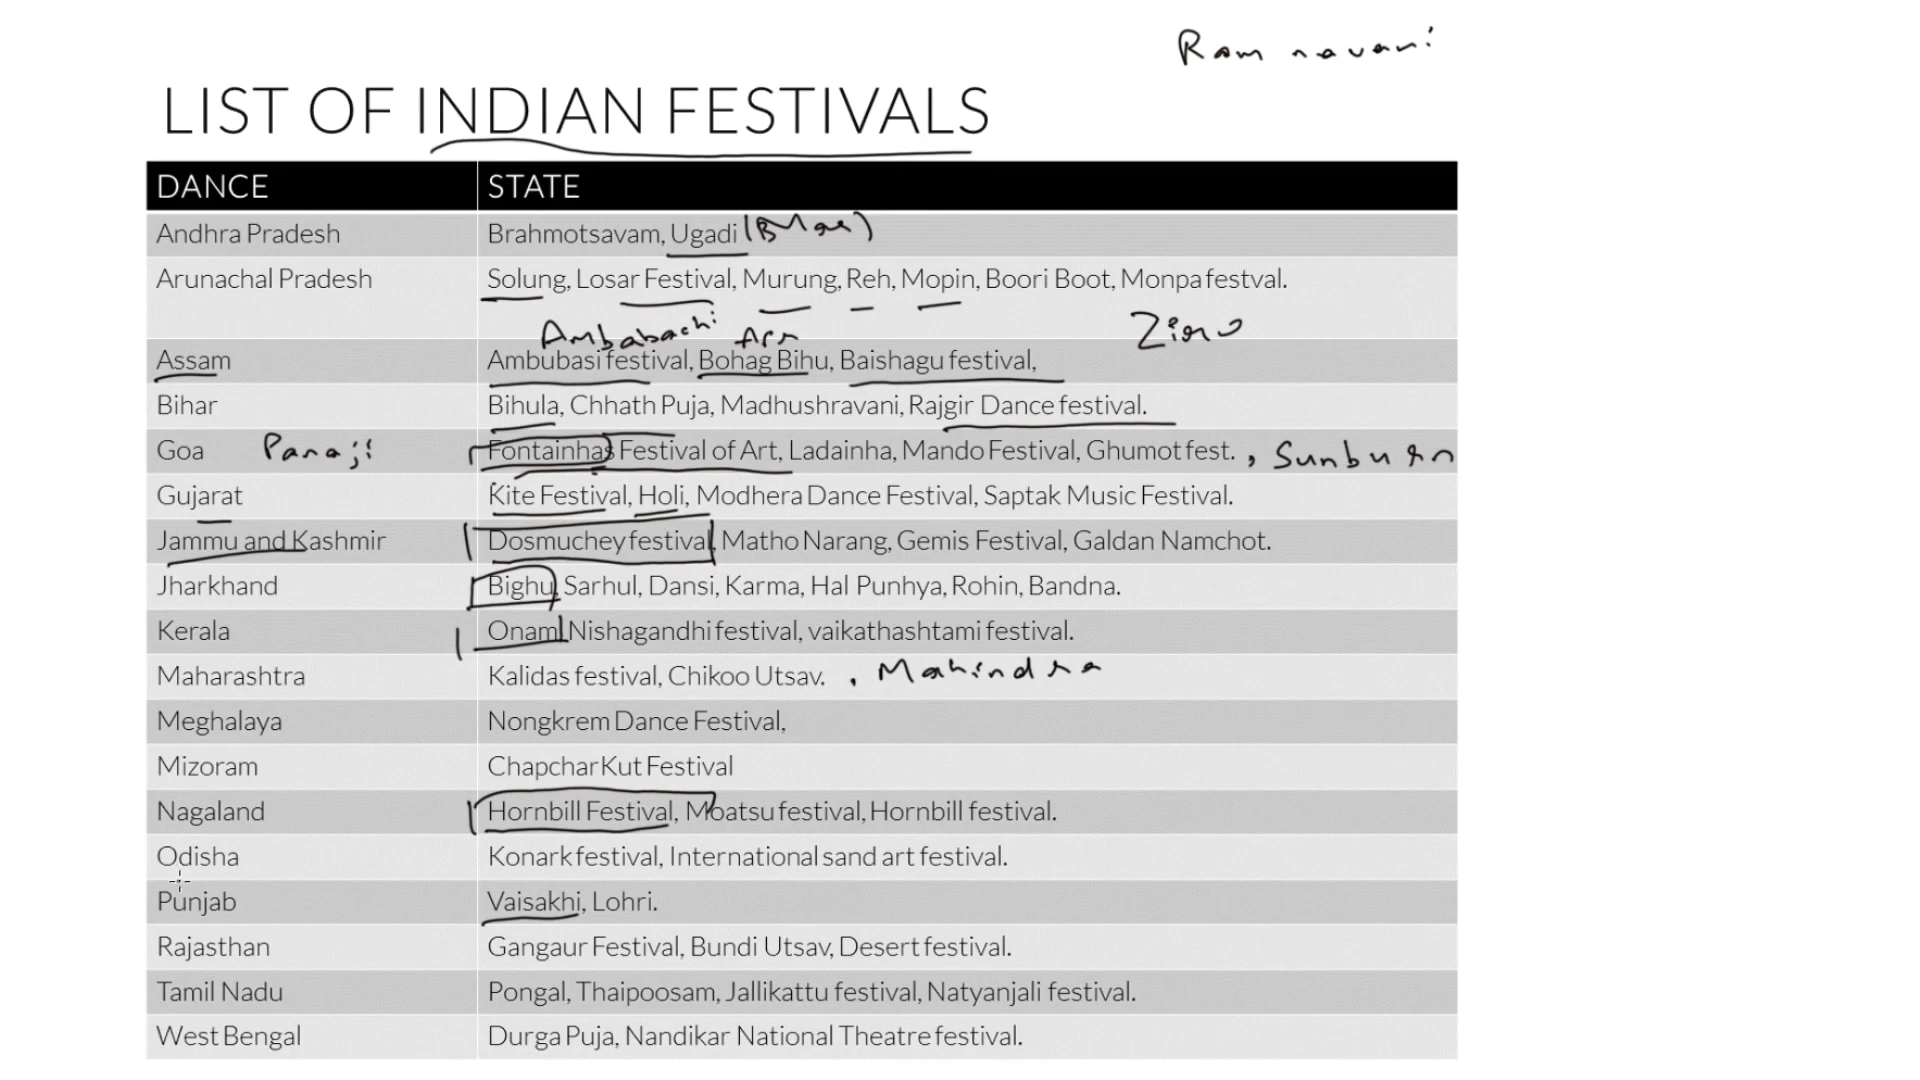 Ram navami
LIST OF INDIAN FESTIVALS
DANCE STATE
Andhra Pradesh Brahmotsavam, Ugadi
Arunachal Pradesh Solung, Losar Festival, Murung, Reh, Mopin, Boori Boot, Monpa festval.
Ambabachi Ziro
Assam Ambubasi festival, Bohag Bihu, Baishagu festival,
Bihar Bihula, Chhath Puja, Madhushravani, Rajgir Dance festival.
Goa Panaji Fontainhas Festival of Art, Ladainha, Mando Festival, Ghumot fest. , Sunburn
Gujarat Kite Festival, Holi, Modhera Dance Festival, Saptak Music Festival.
Jammu and Kashmir Dosmuchey festival, Matho Narang, Gemis Festival, Galdan Namchot.
Jharkhand Bighu, Sarhul, Dansi, Karma, Hal Punhya, Rohin, Bandna.
Kerala Onam, Nishagandhi festival, vaikathashtami festival.
Maharashtra Kalidas festival, Chikoo Utsav. , Mahindra
Meghalaya Nongkrem Dance Festival,
Mizoram Chapchar Kut Festival
Nagaland Hornbill Festival, Moatsu festival, Hornbill festival.
Odisha Konark festival, International sand art festival.
Punjab Vaisakhi, Lohri.
Rajasthan Gangaur Festival, Bundi Utsav, Desert festival.
Tamil Nadu Pongal, Thaipoosam, Jallikattu festival, Natyanjali festival.
West Bengal Durga Puja, Nandikar National Theatre festival.